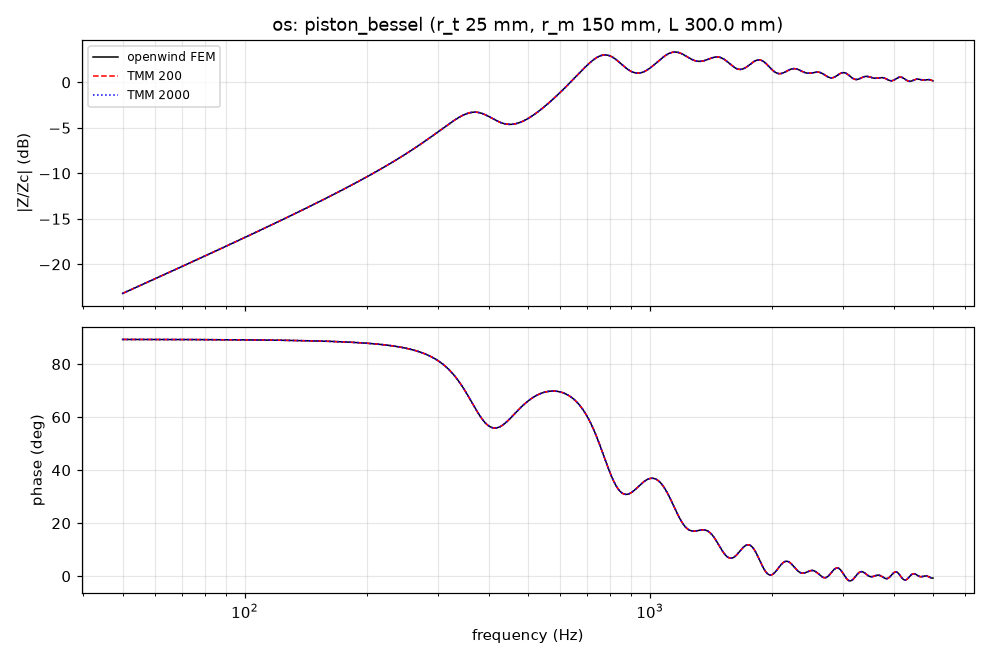 os: piston_bessel (r_t 25 mm, r_m 150 mm, L 300.0 mm)
openwind FEM
TMM 200
TMM 2000
|Z/Zc| (dB)
0
−5
−10
−15
−20
phase (deg)
80
60
40
20
0
10²
10³
frequency (Hz)